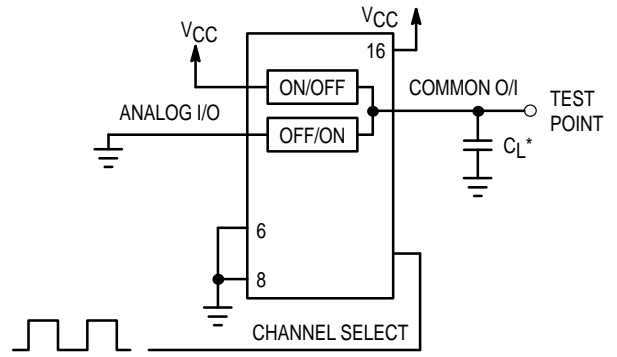 VCC
VCC
16
ON/OFF
COMMON O/I
ANALOG I/O
OFF/ON
TEST
POINT
CL*
6
8
CHANNEL SELECT